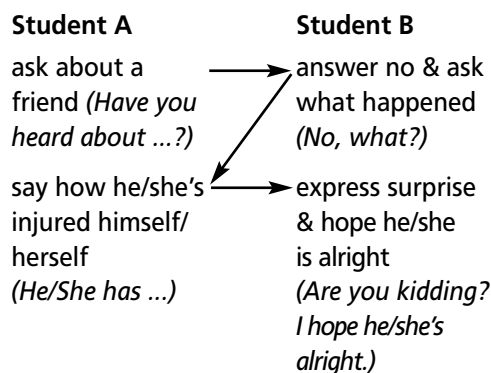 Student A
ask about a
friend (Have you
heard about ...?)
say how he/she's
injured himself/
herself
(He/She has ...)
Student B
answer no & ask
what happened
(No, what?)
express surprise
& hope he/she
is alright
(Are you kidding?
I hope he/she's
alright.)